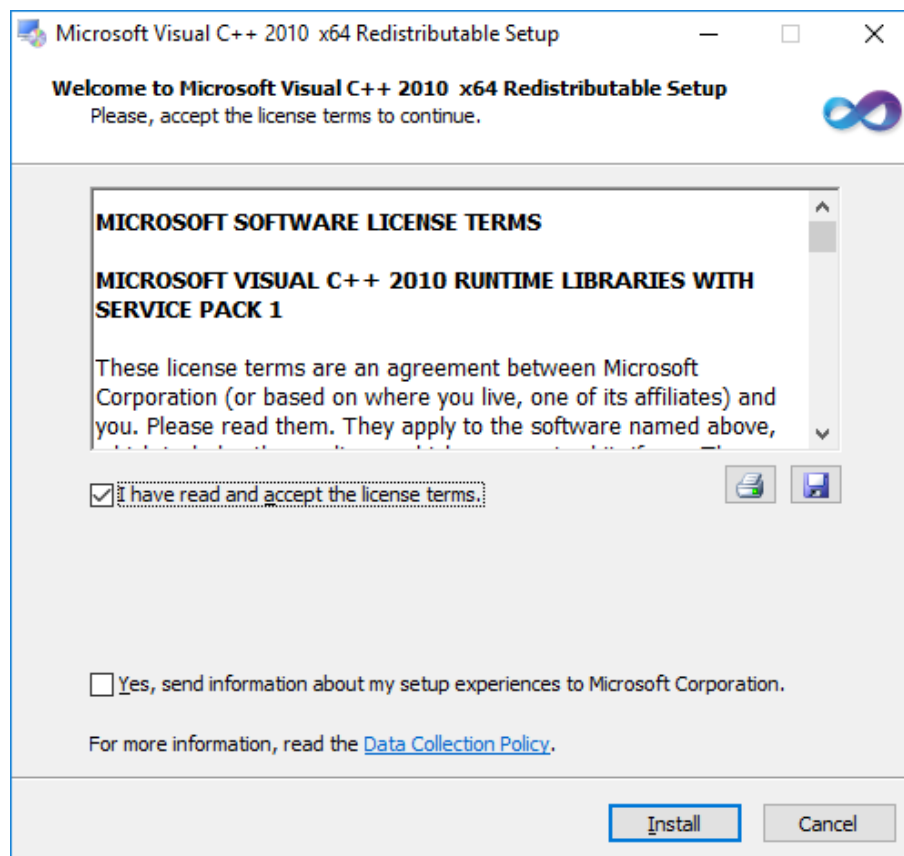 Microsoft Visual C++ 2010  x64 Redistributable Setup
Welcome to Microsoft Visual C++ 2010  x64 Redistributable Setup
Please, accept the license terms to continue.
MICROSOFT SOFTWARE LICENSE TERMS
MICROSOFT VISUAL C++ 2010 RUNTIME LIBRARIES WITH
SERVICE PACK 1
These license terms are an agreement between Microsoft
Corporation (or based on where you live, one of its affiliates) and
you. Please read them. They apply to the software named above,
I have read and accept the license terms.
Yes, send information about my setup experiences to Microsoft Corporation.
For more information, read the Data Collection Policy.
Install
Cancel